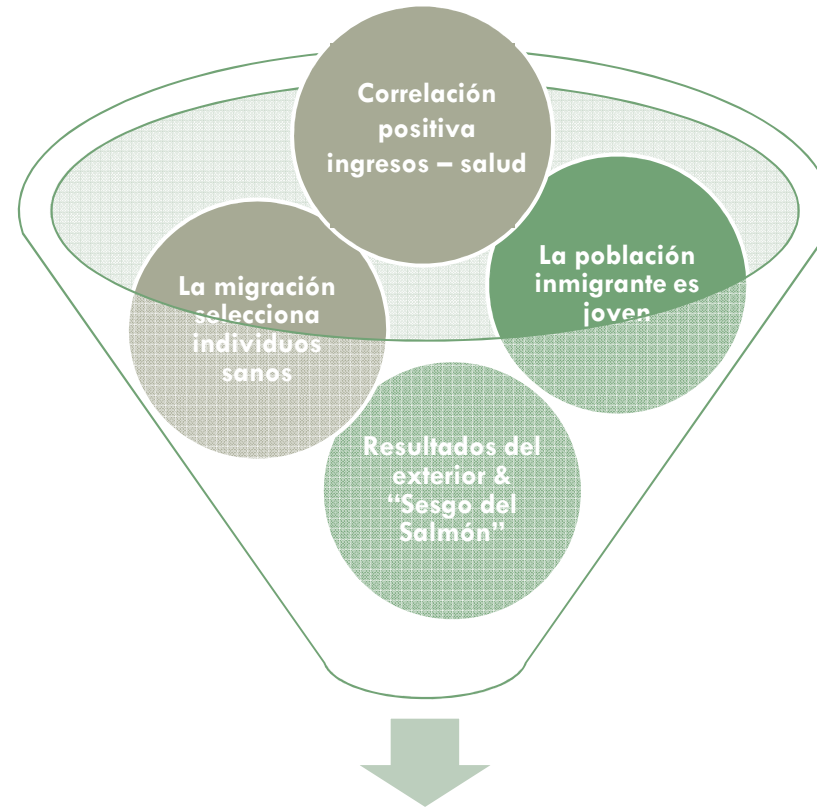 Correlación
positiva
ingresos – salud
La población
inmigrante es
joven
La migración
selecciona
individuos
sanos
Resultados del
exterior &
“Sesgo del
Salmón”